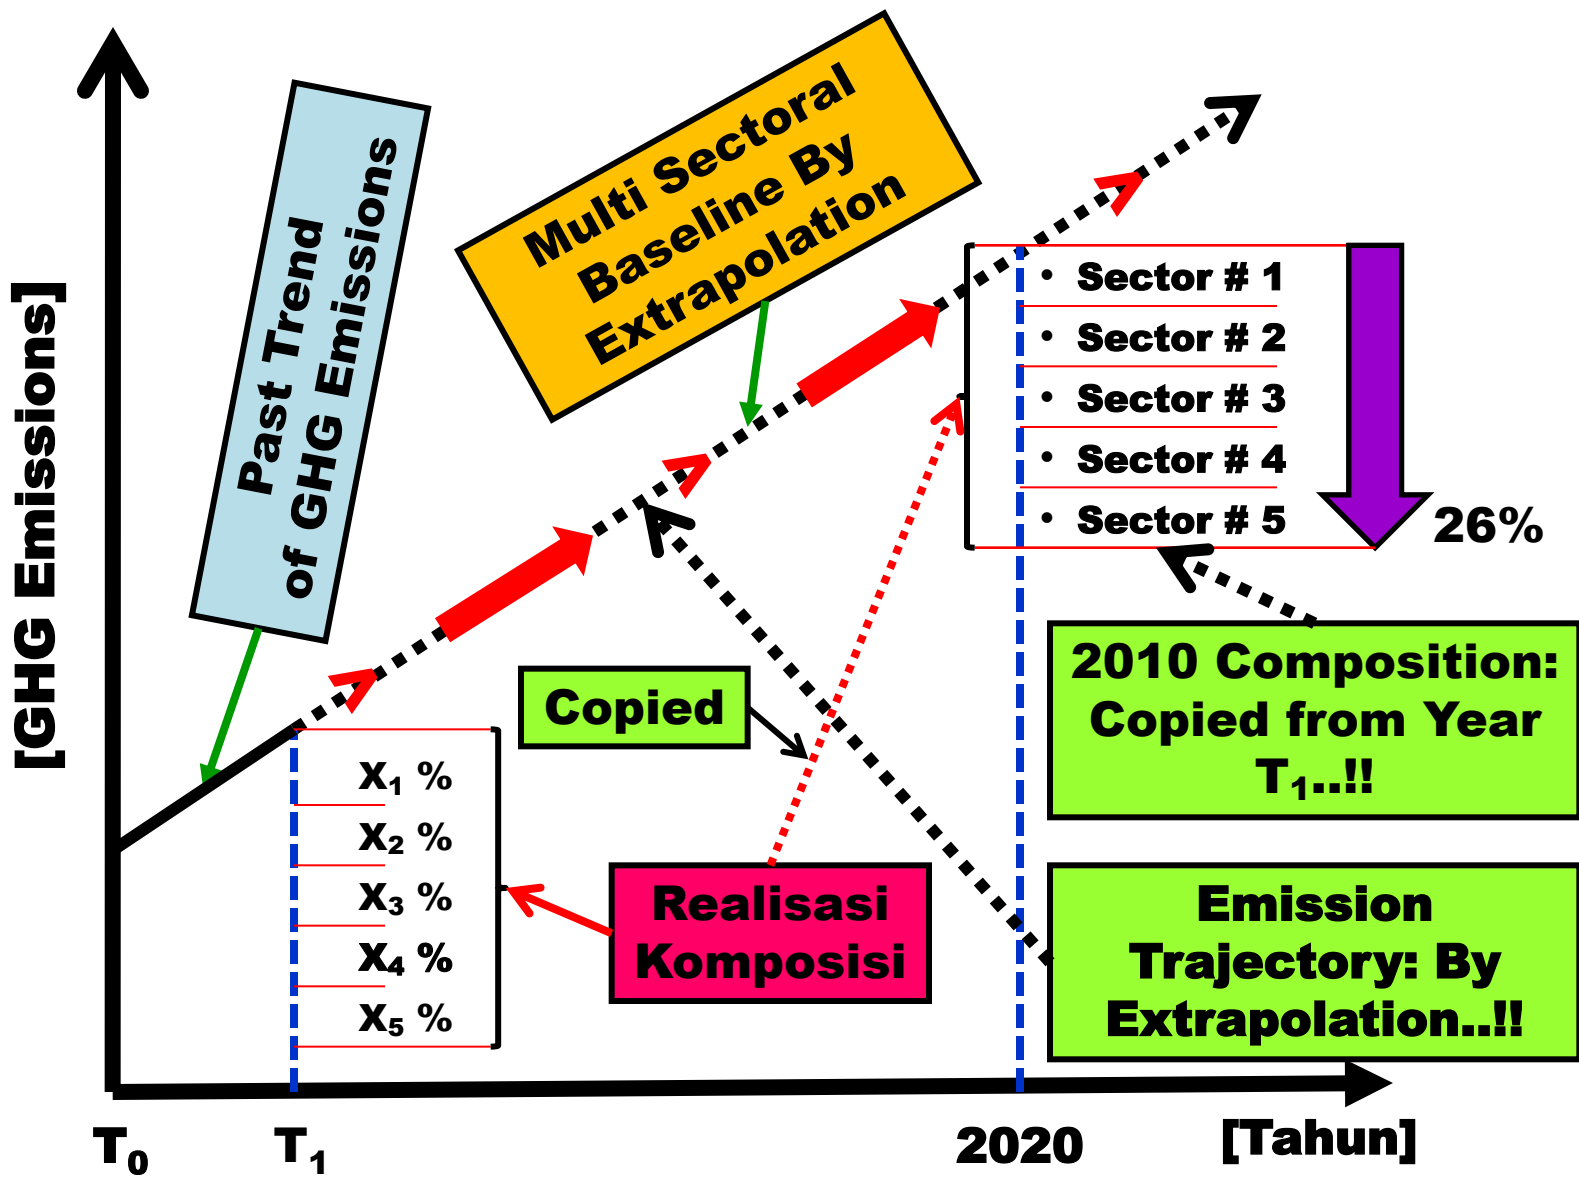 [GHG Emissions]
Past Trend
of GHG Emissions
Multi Sectoral
Baseline By
Extrapolation
• Sector # 1
• Sector # 2
• Sector # 3
• Sector # 4
• Sector # 5
26%
2010 Composition:
Copied from Year
T₁..!!
Copied
X₁ %
X₂ %
X₃ %
X₄ %
X₅ %
Realisasi
Komposisi
Emission
Trajectory: By
Extrapolation..!!
T₀
T₁
2020
[Tahun]